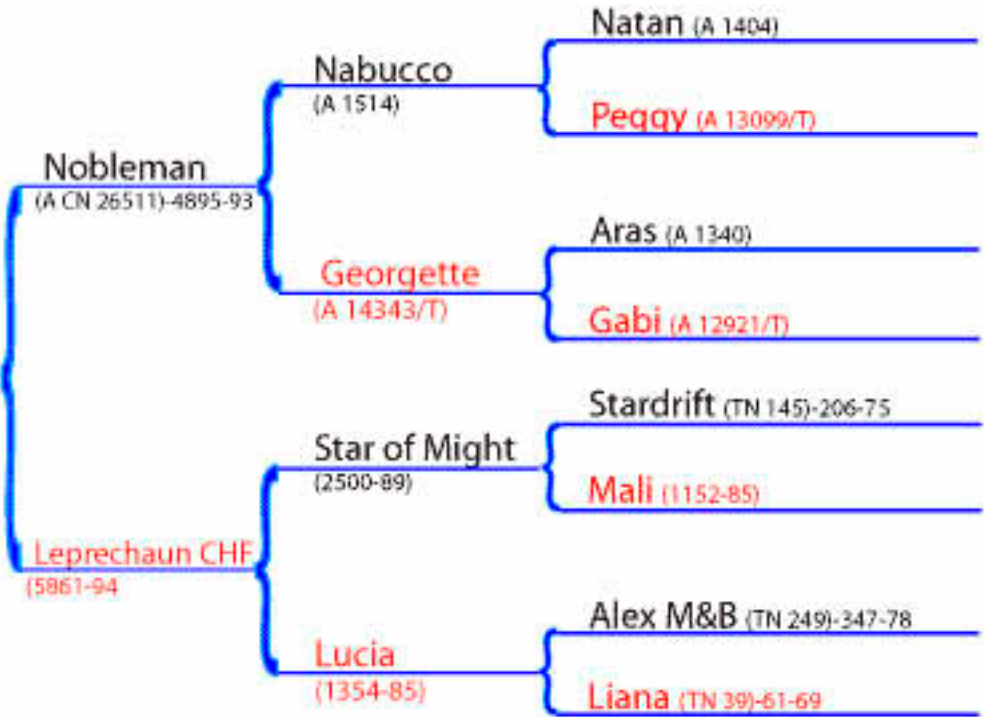 Natan (A 1404)
Nabucco
(A 1514)
Peqqy (A 13099/T)
Nobleman
(A CN 26511)-4895-93
Aras (A 1340)
Georgette
(A 14343/T)
Gabi (A 12921/T)
Stardrift (TN 145)-206-75
Star of Might
(2500-89)
Mali (1152-85)
Leprechaun CHF
(5861-94
Alex M&B (TN 249)-347-78
Lucia
(1354-85)
Liana (TN 39)-61-69